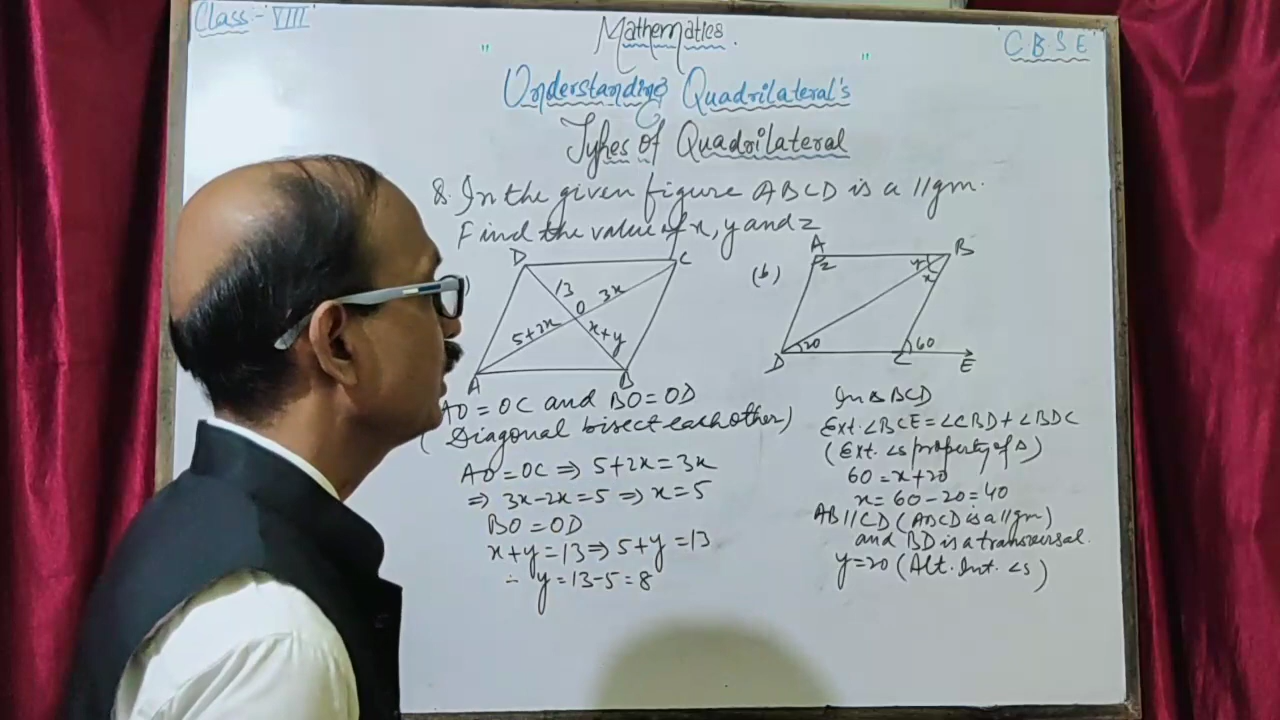 Class:- 'VIII'
Mathematics.
'C.B.S.E'
" Understanding Quadrilateral's "
Tykes of Quadrilateral
8. In the given figure ABCD is a //gm.
Find the value of x, y and z
)
D
C
13
3x
O
5+2x
x+y
A
B
AO = OC and BO = OD
(Diagonal bisect each other)
AO = OC ⇒ 5+2x = 3x
⇒ 3x-2x = 5 ⇒ x = 5
BO = OD
x+y = 13 ⇒ 5+y = 13
∴ y = 13-5 = 8
(b)
A
B
z
y
x
20
60
D
C
E
In △ BCD
Ext. ∠BCE = ∠CBD + ∠BDC
(Ext. ∠s property of △)
60 = x+20
x = 60-20 = 40
AB // CD (ABCD is a //gm)
and BD is a transversal.
y = 20 (Alt. Int. ∠s)